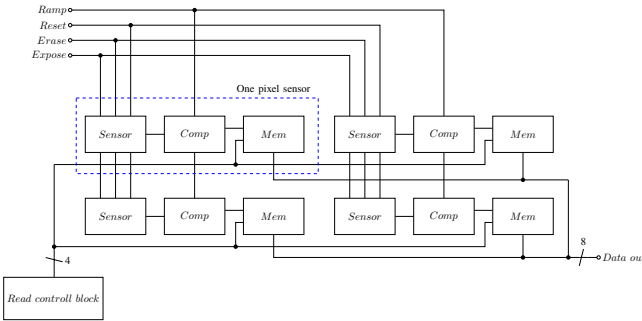 Ramp
Reset
Erase
Expose
One pixel sensor
Sensor Comp Mem Sensor Comp Mem
Sensor Comp Mem Sensor Comp Mem
8
4
Data ou
Read controll block